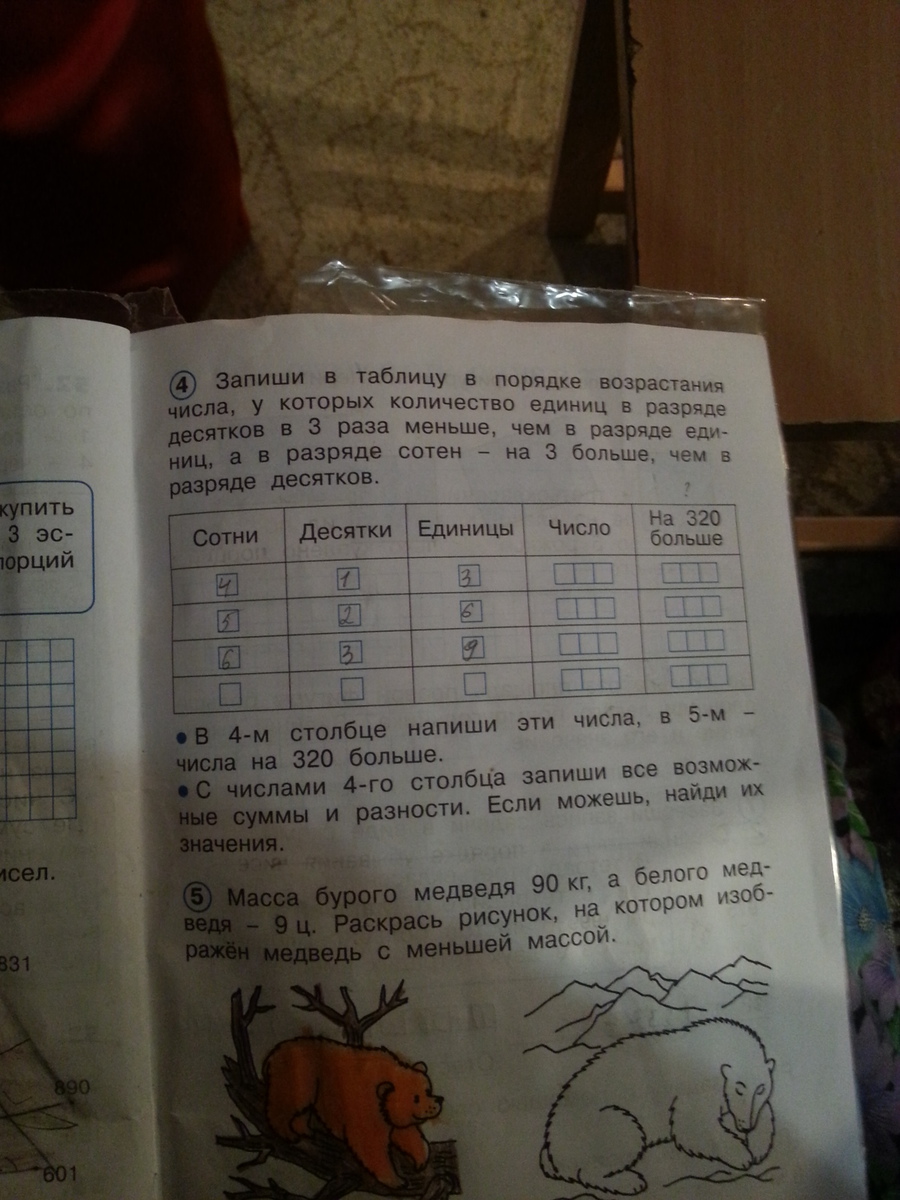 купить
3 эс-
порций
исел.
831
890
601
4 Запиши в таблицу в порядке возрастания
числа, у которых количество единиц в разряде
десятков в 3 раза меньше, чем в разряде еди-
ниц, а в разряде сотен – на 3 больше, чем в
разряде десятков.
?
Сотни Десятки Единицы Число На 320 больше
4 1 3
5 2 6
6 3 9
• В 4-м столбце напиши эти числа, в 5-м –
числа на 320 больше.
• С числами 4-го столбца запиши все возмож-
ные суммы и разности. Если можешь, найди их
значения.
5 Масса бурого медведя 90 кг, а белого мед-
ведя – 9 ц. Раскрась рисунок, на котором изоб-
ражён медведь с меньшей массой.